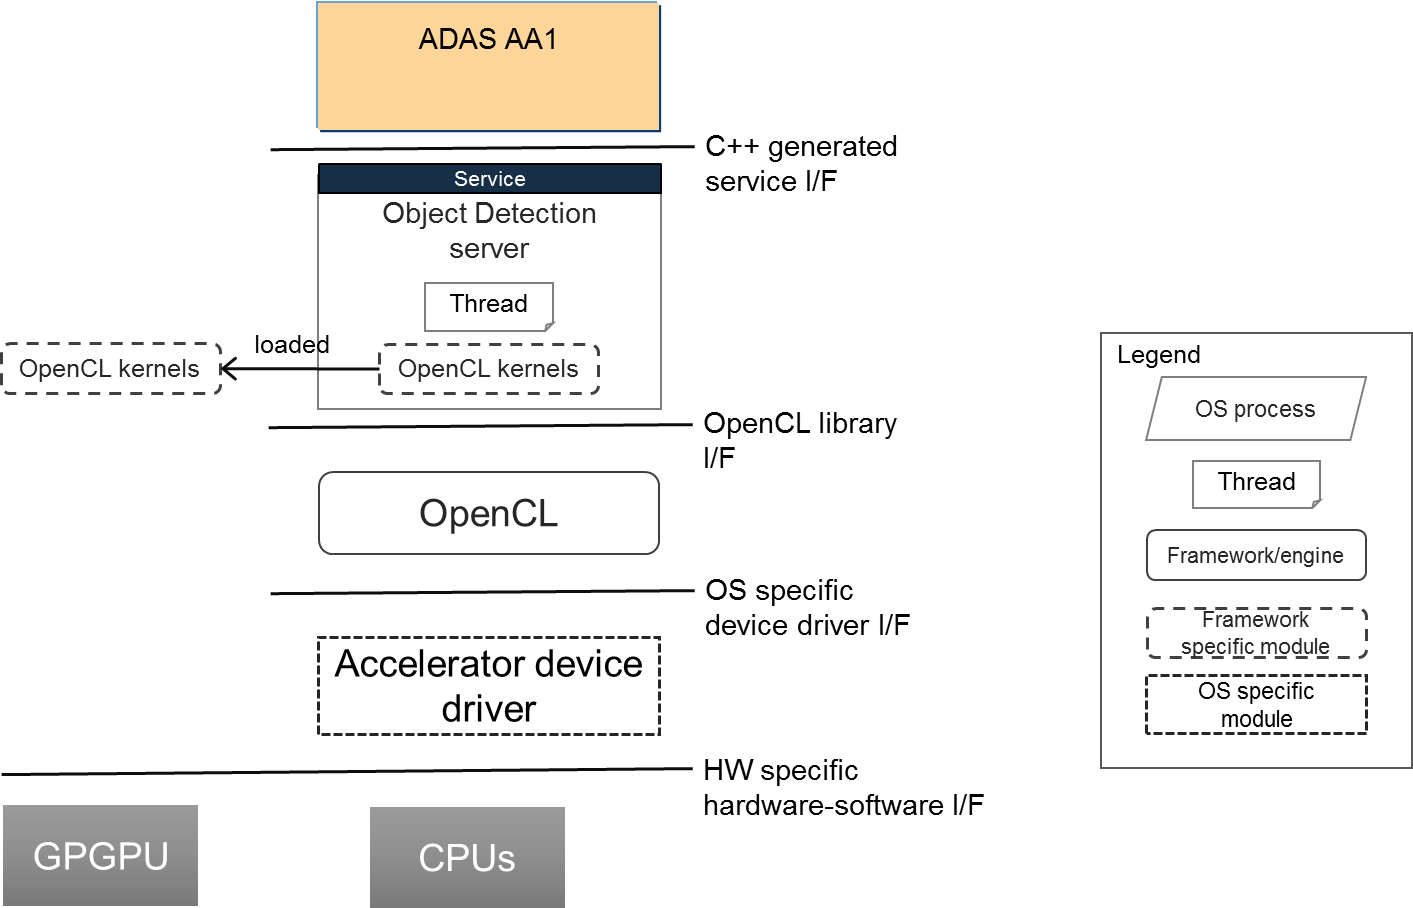 ADAS AA1
C++ generated
service I/F
Service
Object Detection
server
Thread
loaded
OpenCL kernels
OpenCL kernels
OpenCL library
I/F
OpenCL
OS specific
device driver I/F
Accelerator device
driver
HW specific
hardware-software I/F
GPGPU
CPUs
Legend
OS process
Thread
Framework/engine
Framework
specific module
OS specific
module